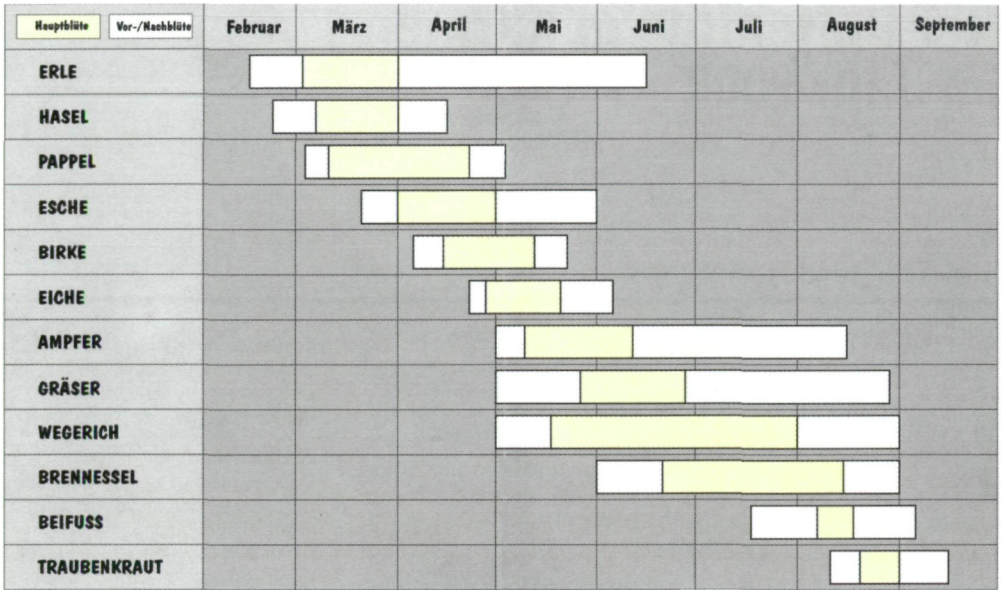 Hauptblüte Vor-/Nachblüte Februar März April Mai Juni Juli August September
ERLE
HASEL
PAPPEL
ESCHE
BIRKE
EICHE
AMPFER
GRÄSER
WEGERICH
BRENNESSEL
BEIFUSS
TRAUBENKRAUT